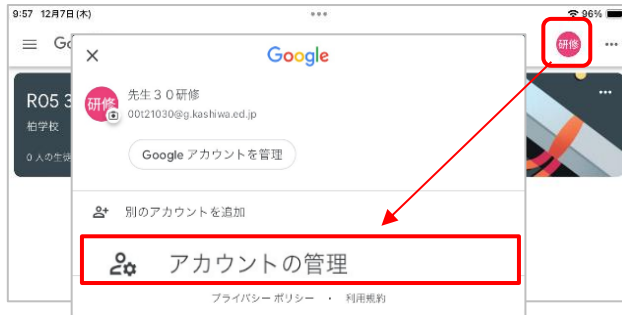 9:57 12月7日(木)
96%
Go
Google
研修
R05 3
柏学校
0 人の生徒
研修
先生３０研修
00t21030@g.kashiwa.ed.jp
Google アカウントを管理
別のアカウントを追加
アカウントの管理
プライバシー ポリシー ・ 利用規約